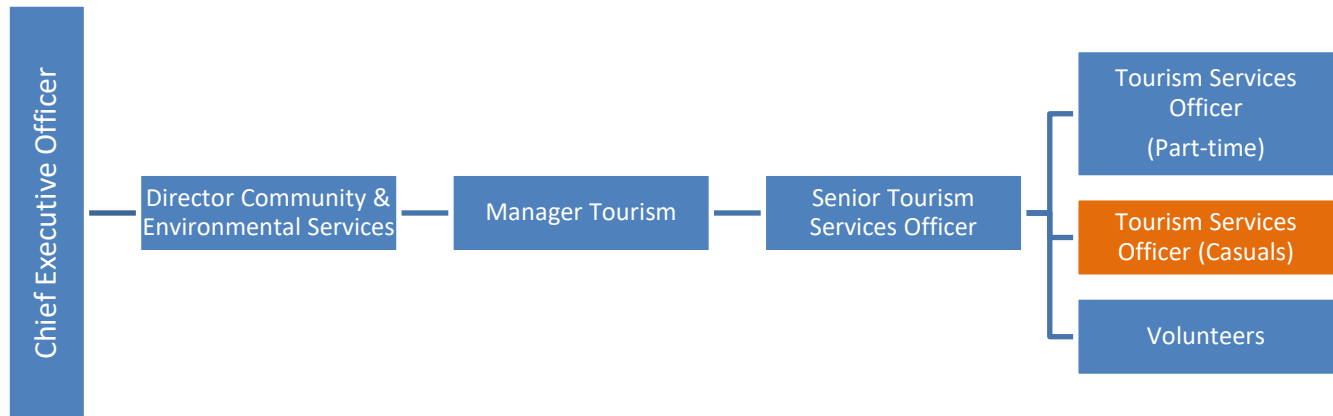 Chief Executive Officer
Director Community &
Environmental Services
Manager Tourism
Senior Tourism
Services Officer
Tourism Services
Officer
(Part-time)
Tourism Services
Officer (Casuals)
Volunteers